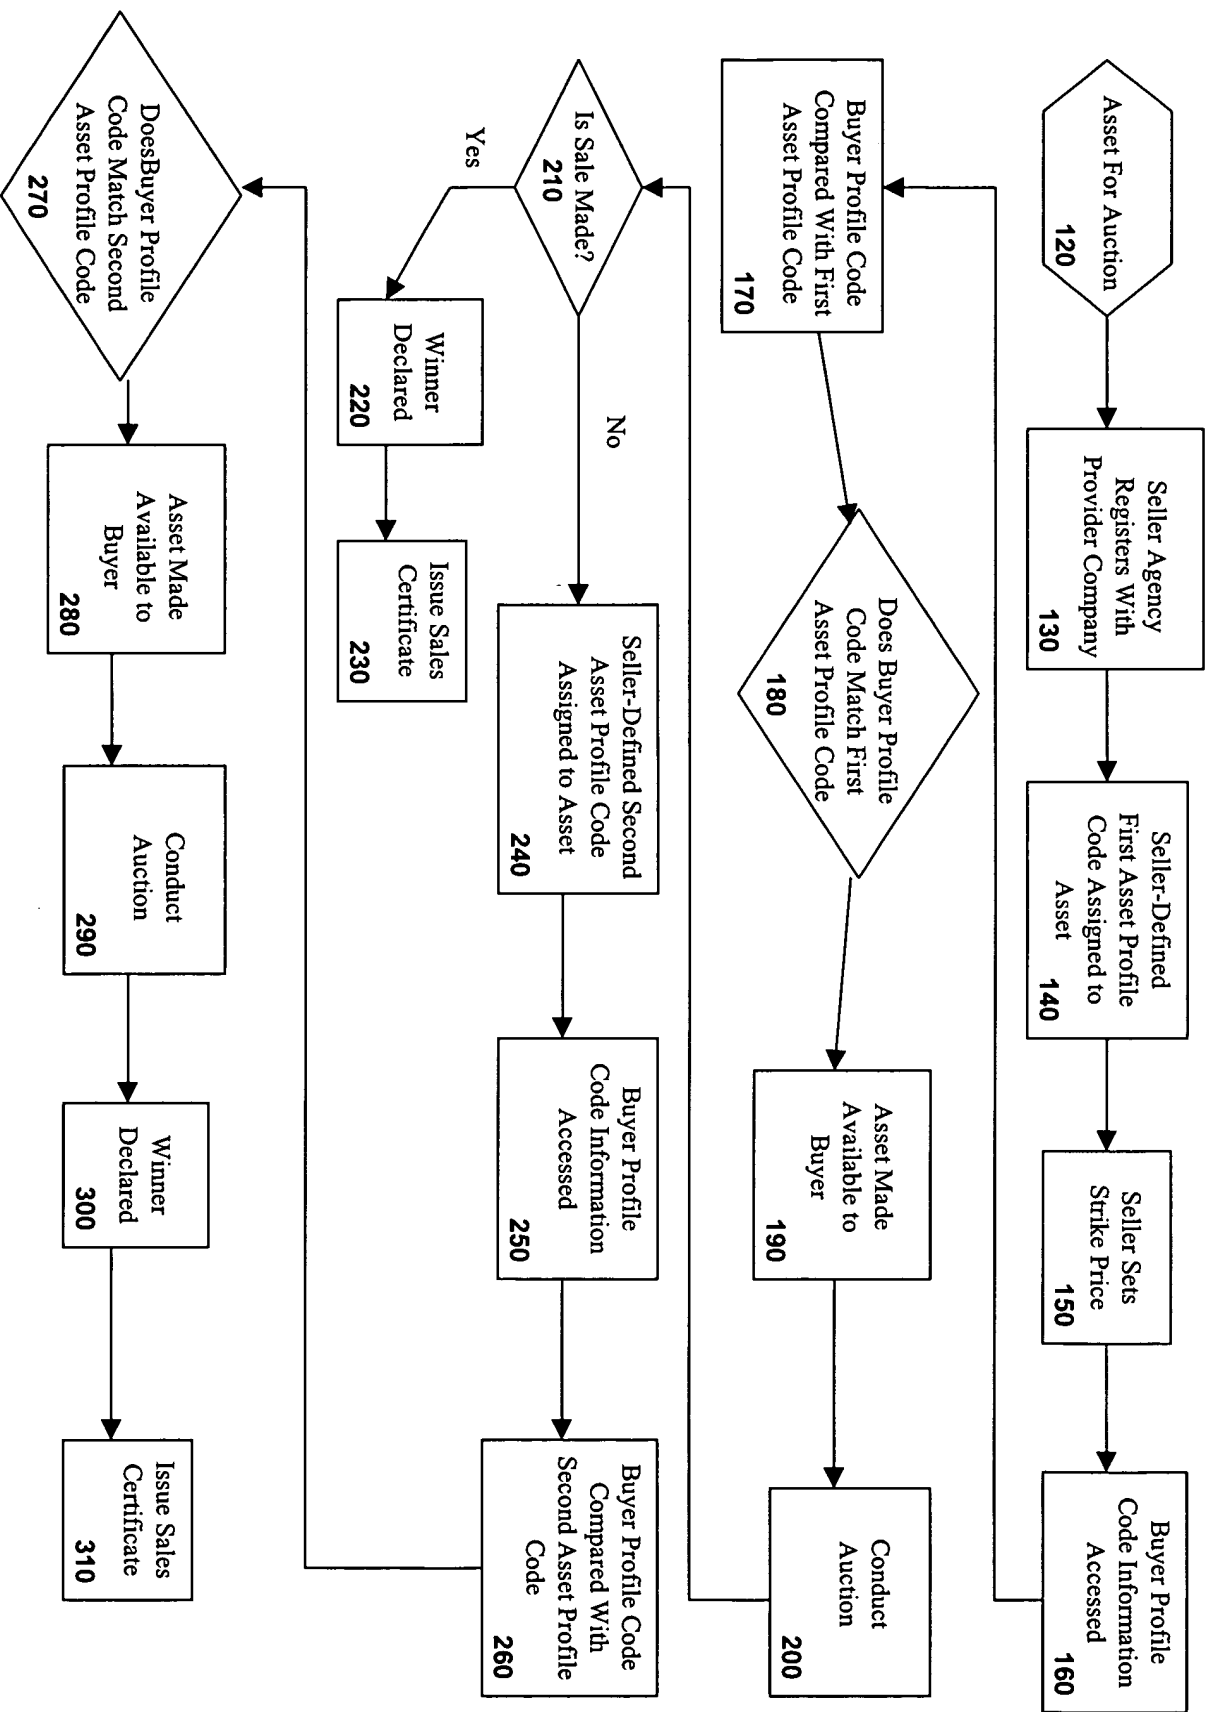 Asset For Auction
120
Seller Agency
Registers With
Provider Company
130
Seller-Defined
First Asset Profile
Code Assigned to
Asset
140
Seller Sets
Strike Price
150
Buyer Profile
Code Information
Accessed
160
Buyer Profile Code
Compared With First
Asset Profile Code
170
Does Buyer Profile
Code Match First
Asset Profile Code
180
Asset Made
Available to
Buyer
190
Conduct
Auction
200
Is Sale Made?
210
Yes
No
Winner
Declared
220
Issue Sales
Certificate
230
Seller-Defined Second
Asset Profile Code
Assigned to Asset
240
Buyer Profile
Code Information
Accessed
250
Buyer Profile Code
Compared With
Second Asset Profile
Code
260
DoesBuyer Profile
Code Match Second
Asset Profile Code
270
Asset Made
Available to
Buyer
280
Conduct
Auction
290
Winner
Declared
300
Issue Sales
Certificate
310